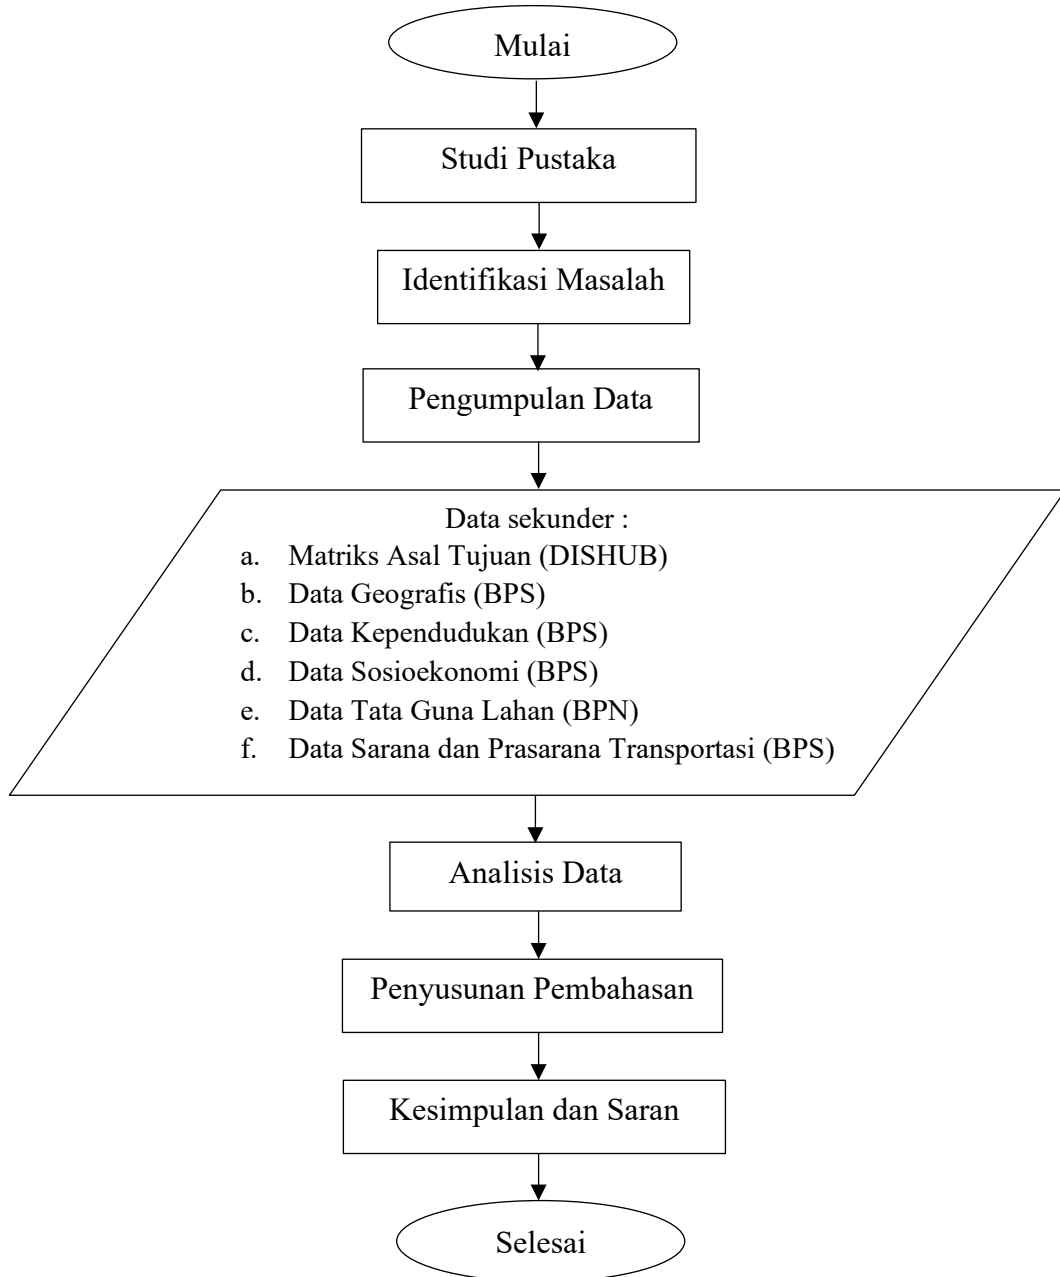 Mulai
Studi Pustaka
Identifikasi Masalah
Pengumpulan Data
Data sekunder :
a. Matriks Asal Tujuan (DISHUB)
b. Data Geografis (BPS)
c. Data Kependudukan (BPS)
d. Data Sosioekonomi (BPS)
e. Data Tata Guna Lahan (BPN)
f. Data Sarana dan Prasarana Transportasi (BPS)
Analisis Data
Penyusunan Pembahasan
Kesimpulan dan Saran
Selesai